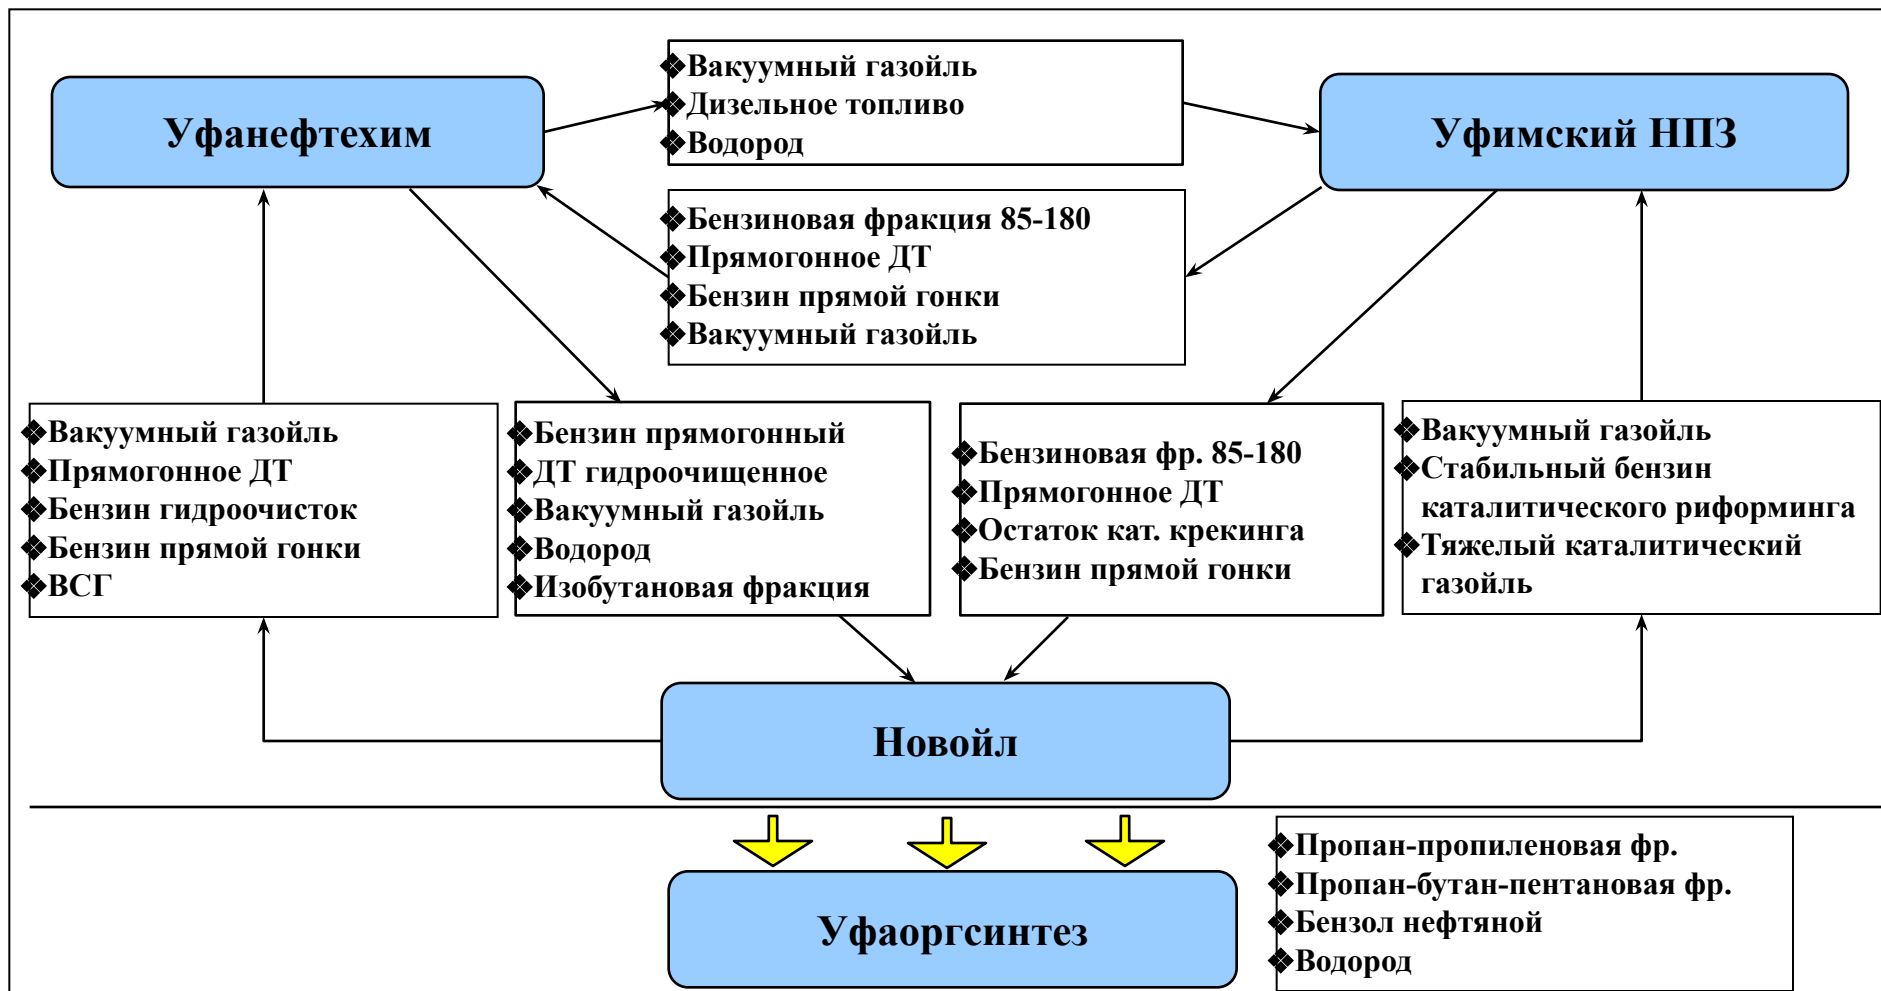 Вакуумный газойль
Дизельное топливо
Водород
Уфанефтехим
Уфимский НПЗ
Бензиновая фракция 85-180
Прямогонное ДТ
Бензин прямой гонки
Вакуумный газойль
Вакуумный газойль
Прямогонное ДТ
Бензин гидроочисток
Бензин прямой гонки
ВСГ
Бензин прямогонный
ДТ гидроочищенное
Вакуумный газойль
Водород
Изобутановая фракция
Бензиновая фр. 85-180
Прямогонное ДТ
Остаток кат. крекинга
Бензин прямой гонки
Вакуумный газойль
Стабильный бензин
каталитического риформинга
Тяжелый каталитический
газойль
Новойл
Пропан-пропиленовая фр.
Пропан-бутан-пентановая фр.
Бензол нефтяной
Водород
Уфаоргсинтез